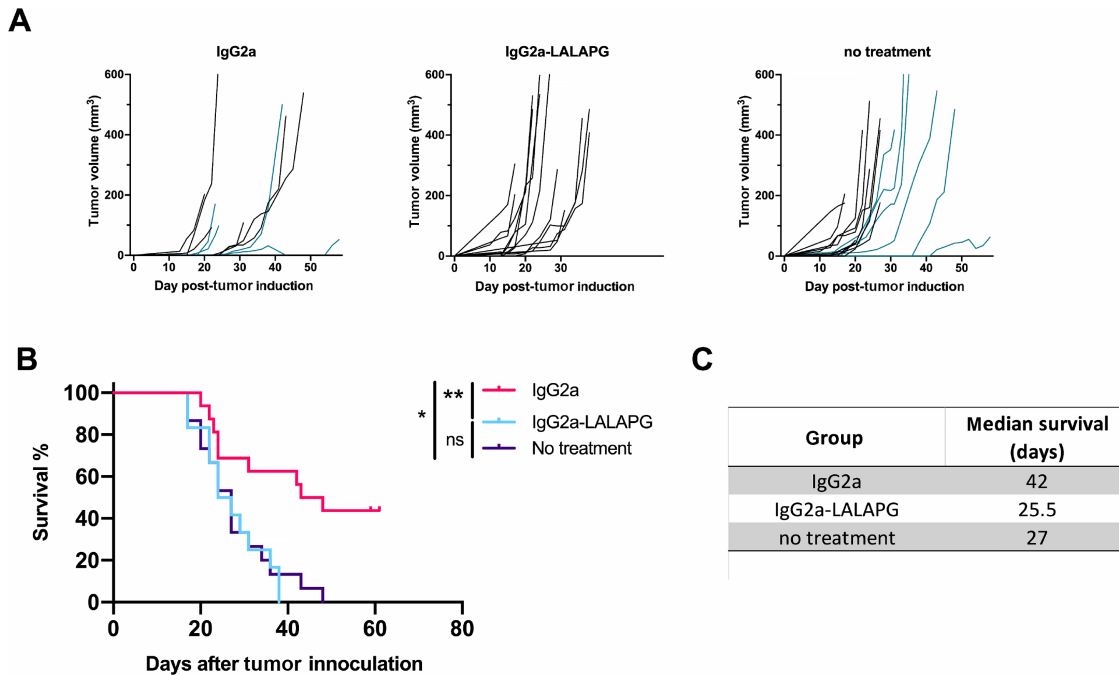 A
IgG2a
IgG2a-LALAPG
no treatment
Tumor volume (mm³)
600
400
200
0
0 10 20 30 40 50
Day post-tumor induction
Tumor volume (mm³)
600
400
200
0
0 10 20 30
Day post-tumor induction
Tumor volume (mm³)
600
400
200
0
0 10 20 30 40 50
Day post-tumor induction
B
Survival %
100
80
60
40
20
0
0 20 40 60 80
Days after tumor innoculation
*
**
ns
IgG2a
IgG2a-LALAPG
No treatment
C
Group
Median survival
(days)
IgG2a 42
IgG2a-LALAPG 25.5
no treatment 27